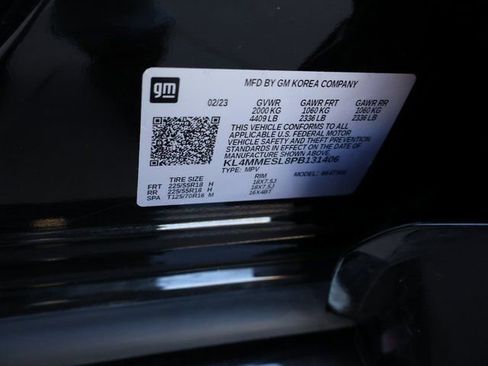 gm
MFD BY GM KOREA COMPANY
02/23 GVWR GAWR FRT GAWR RR
2000 KG 1060 KG 1060 KG
4409 LB 2336 LB 2336 LB
THIS VEHICLE CONFORMS TO ALL
APPLICABLE U.S. FEDERAL MOTOR
VEHICLE SAFETY AND THEFT PREVENTION
STANDARDS IN EFFECT ON THE DATE OF
MANUFACTURE SHOWN ABOVE.
KL4MMESL8PB131406
TYPE: MPV MODEL:
TIRE SIZE RIM
FRT 225/55R18 H 18X7.5J
RR 225/55R18 H 18X7.5J
SPA T125/70R16 M 16X4BT